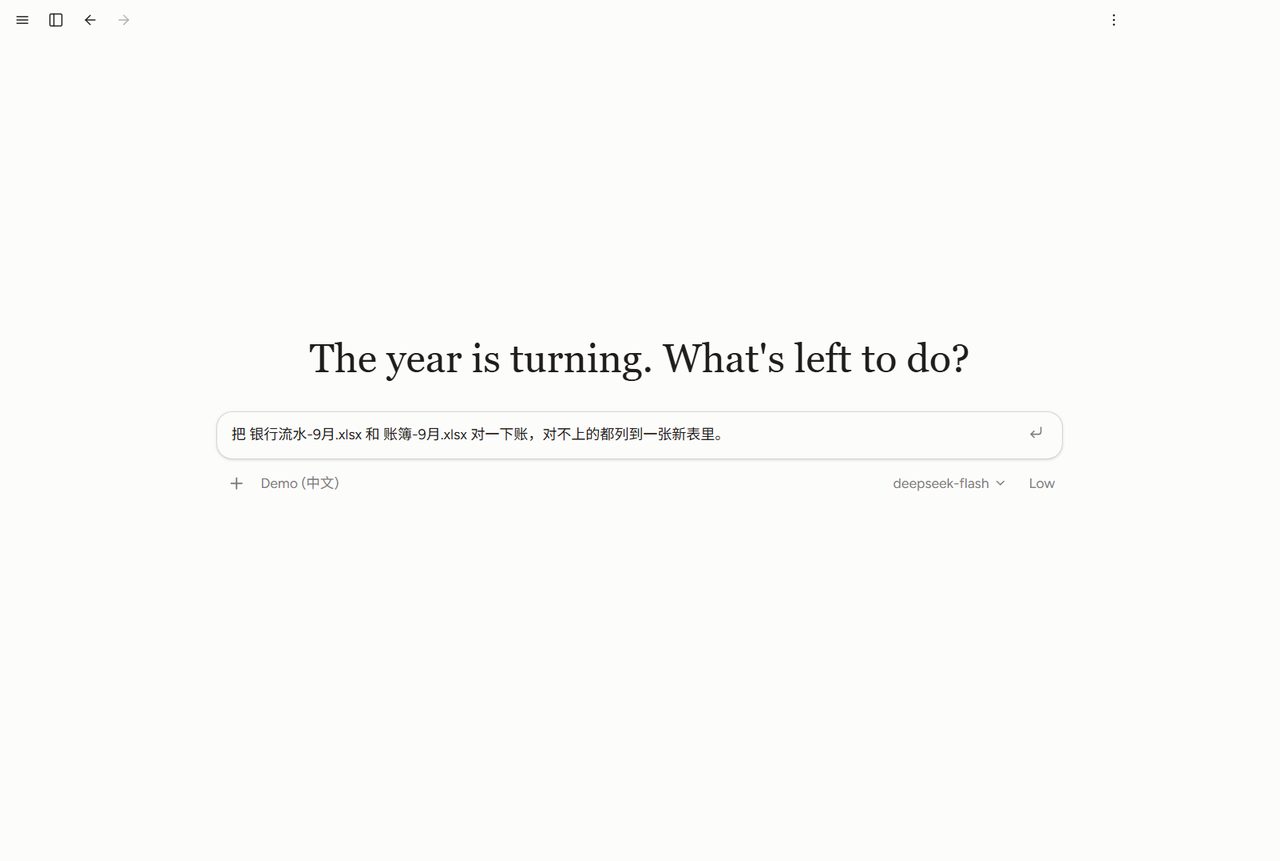 The year is turning. What's left to do?
把 银行流水-9月.xlsx 和 账簿-9月.xlsx 对一下账，对不上的都列到一张新表里。
Demo (中文)
deepseek-flash
Low